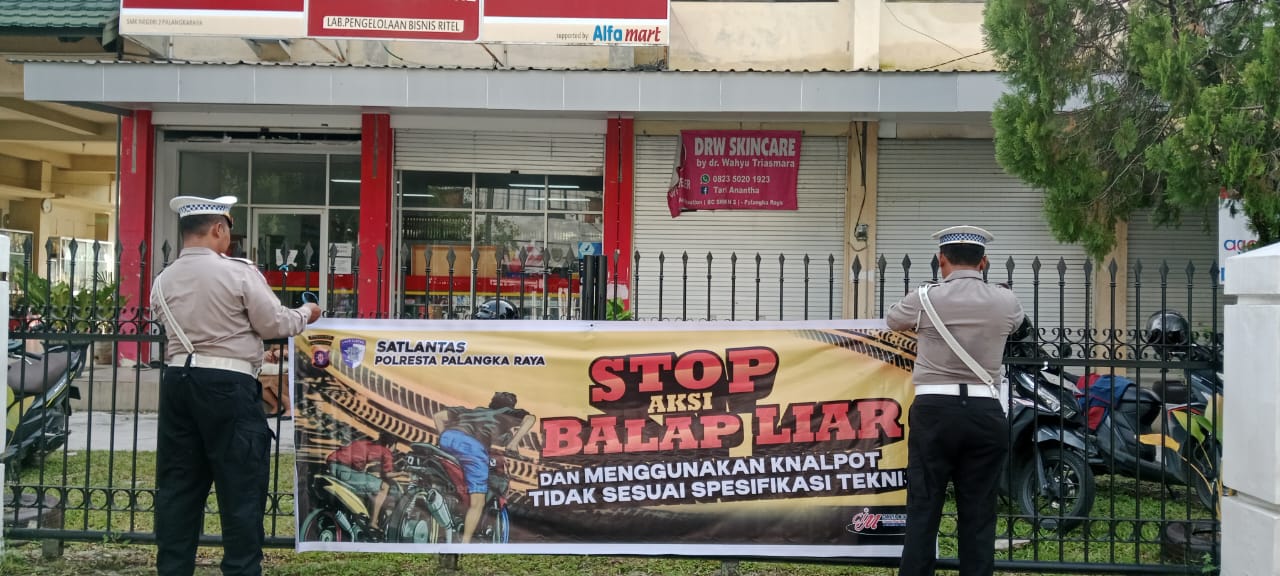 SMK NEGERI 2 PALANGKARAYA
LAB.PENGELOLAAN BISNIS RITEL
supported by Alfamart
DRW SKINCARE
by dr. Wahyu Triasmara
0823 5020 1923
Tari Anantha
SATLANTAS
POLRESTA PALANGKA RAYA
STOP
AKSI
BALAP LIAR
DAN MENGGUNAKAN KNALPOT
TIDAK SESUAI SPESIFIKASI TEKNI